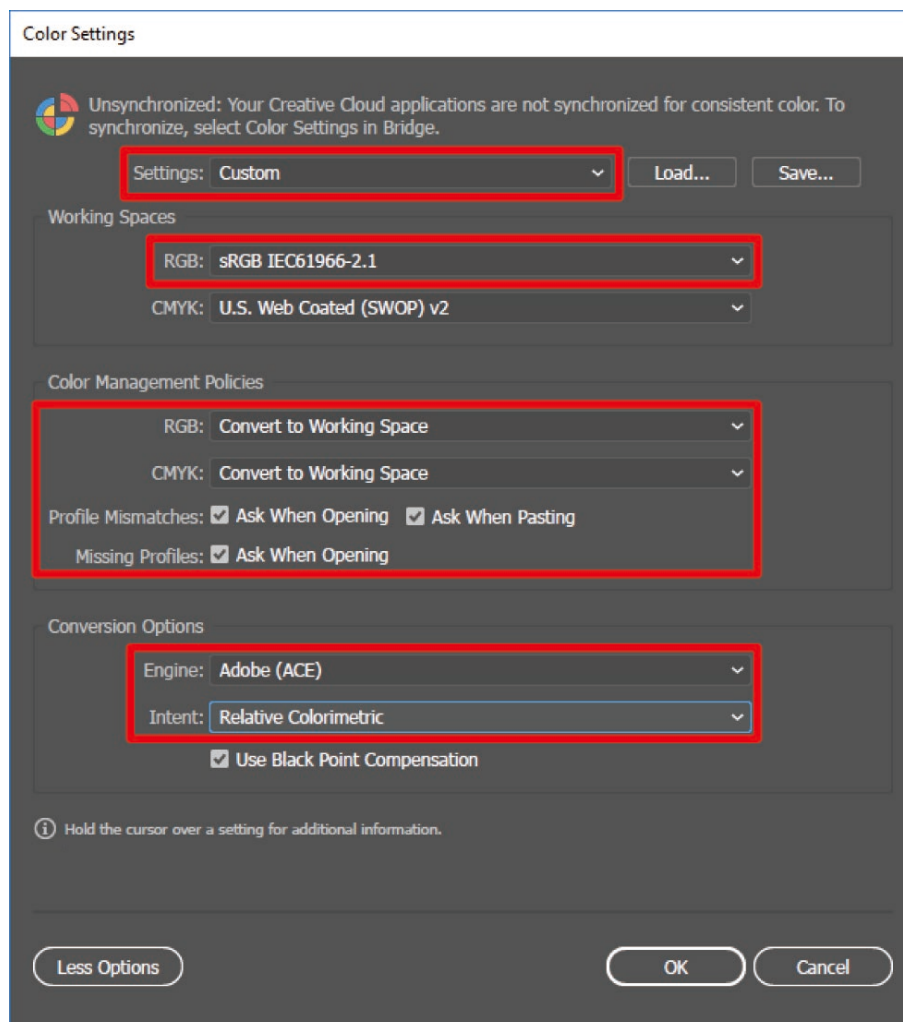 Color Settings
Unsynchronized: Your Creative Cloud applications are not synchronized for consistent color. To
synchronize, select Color Settings in Bridge.
Settings: Custom Load... Save...
Working Spaces
RGB: sRGB IEC61966-2.1
CMYK: U.S. Web Coated (SWOP) v2
Color Management Policies
RGB: Convert to Working Space
CMYK: Convert to Working Space
Profile Mismatches: Ask When Opening Ask When Pasting
Missing Profiles: Ask When Opening
Conversion Options
Engine: Adobe (ACE)
Intent: Relative Colorimetric
Use Black Point Compensation
Hold the cursor over a setting for additional information.
Less Options OK Cancel